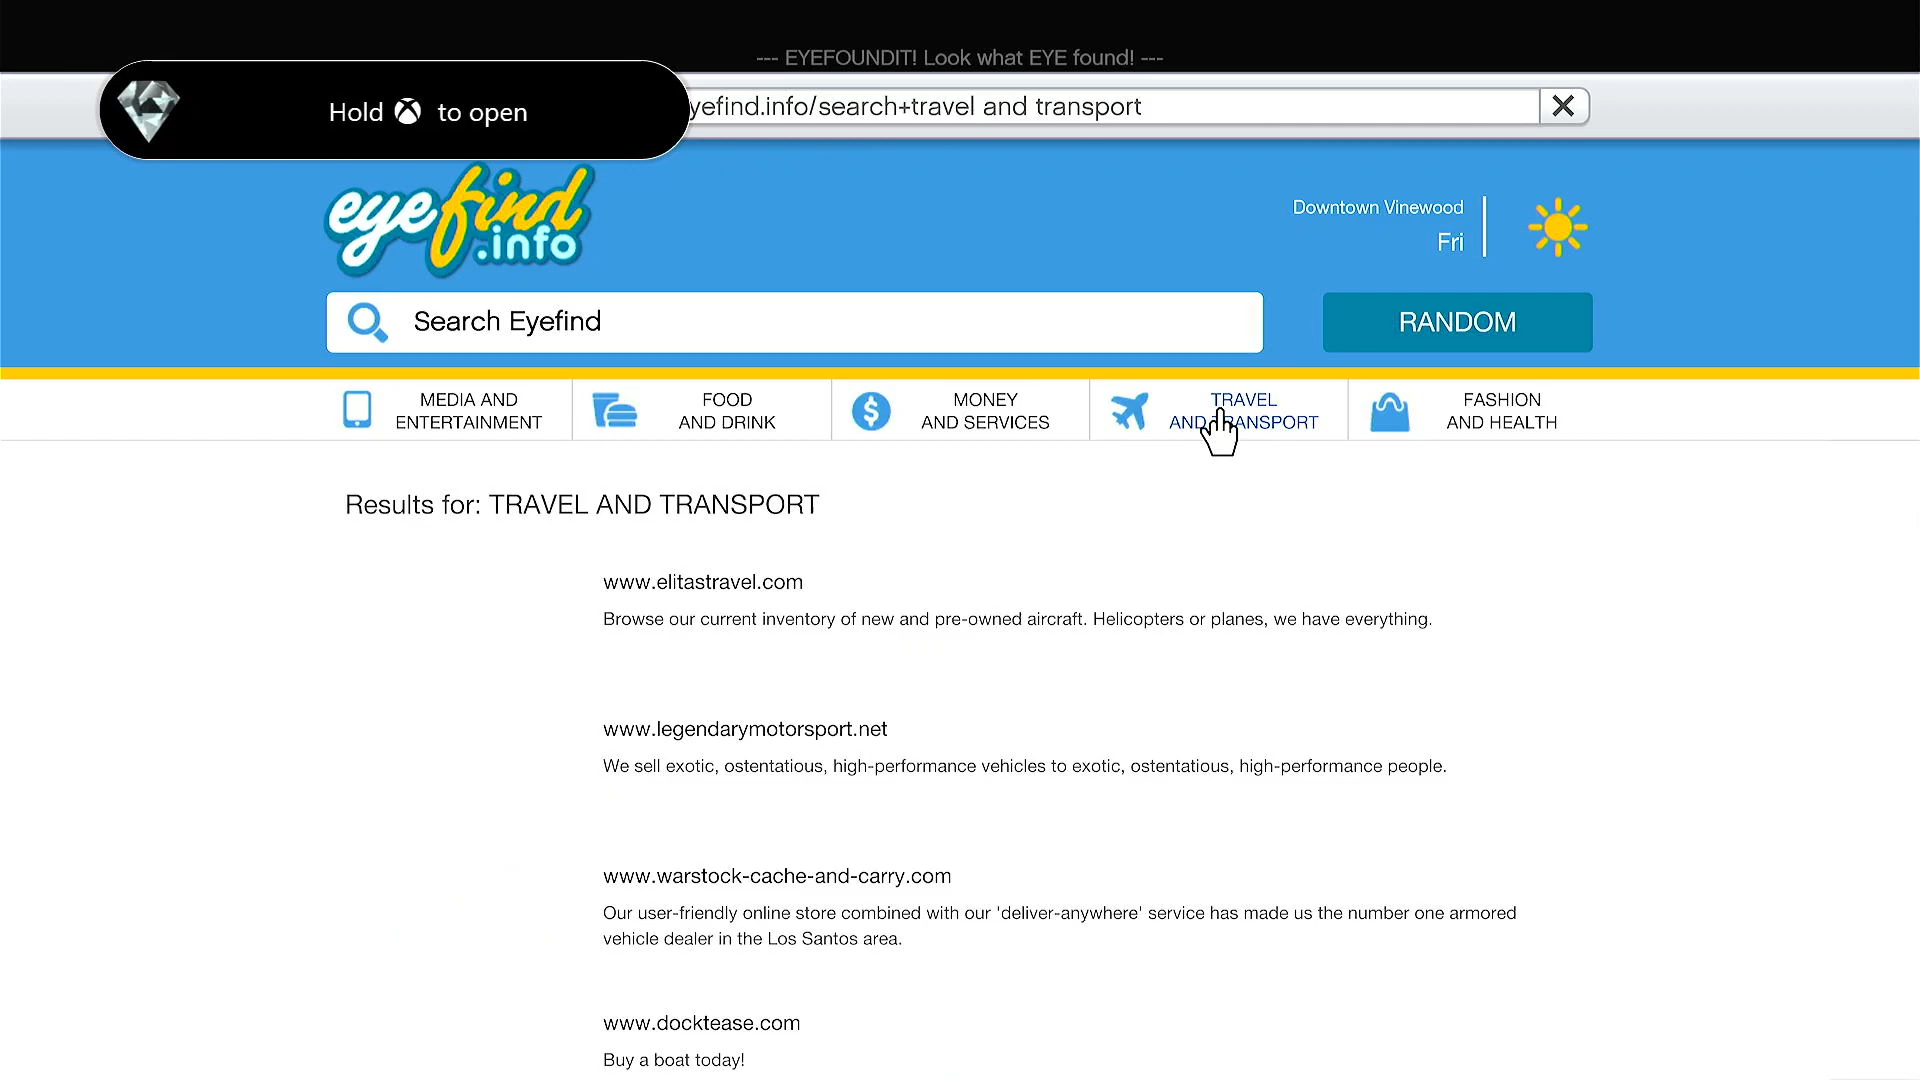 --- EYEFOUNDIT! Look what EYE found! ---
Hold to open
yefind.info/search+travel and transport
eyefind.info
Downtown Vinewood
Fri
Search Eyefind
RANDOM
MEDIA AND
ENTERTAINMENT
FOOD
AND DRINK
MONEY
AND SERVICES
TRAVEL
AND TRANSPORT
FASHION
AND HEALTH
Results for: TRAVEL AND TRANSPORT
www.elitastravel.com
Browse our current inventory of new and pre-owned aircraft. Helicopters or planes, we have everything.
www.legendarymotorsport.net
We sell exotic, ostentatious, high-performance vehicles to exotic, ostentatious, high-performance people.
www.warstock-cache-and-carry.com
Our user-friendly online store combined with our 'deliver-anywhere' service has made us the number one armored
vehicle dealer in the Los Santos area.
www.docktease.com
Buy a boat today!